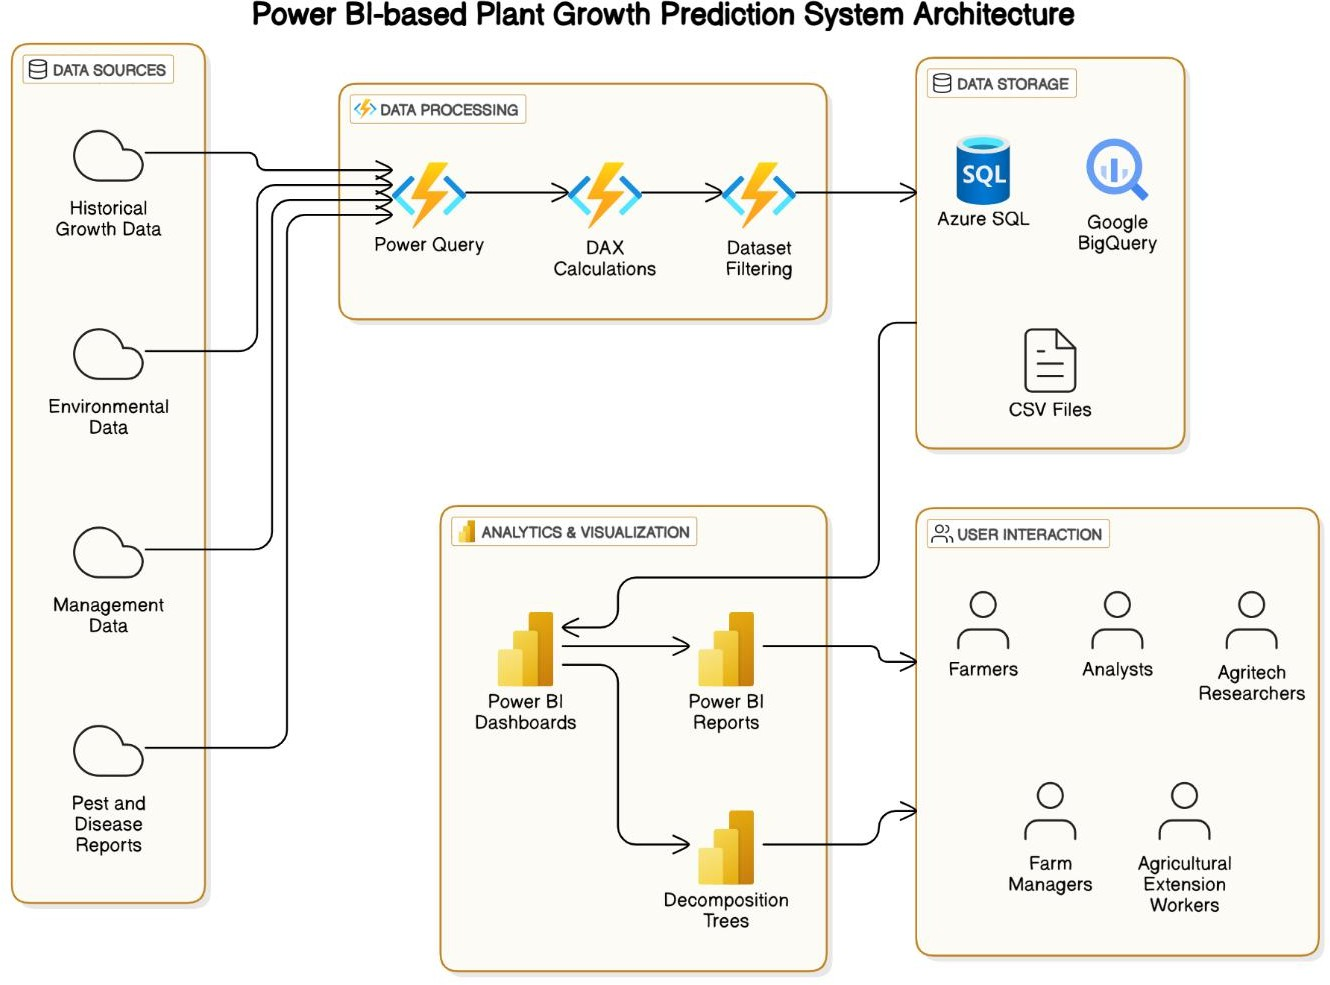 Power BI-based Plant Growth Prediction System Architecture
DATA SOURCES
Historical
Growth Data
Environmental
Data
Management
Data
Pest and
Disease
Reports
DATA PROCESSING
Power Query
DAX
Calculations
Dataset
Filtering
DATA STORAGE
SQL
Azure SQL
Google
BigQuery
CSV Files
ANALYTICS & VISUALIZATION
Power BI
Dashboards
Power BI
Reports
Decomposition
Trees
USER INTERACTION
Farmers
Analysts
Agritech
Researchers
Farm
Managers
Agricultural
Extension
Workers